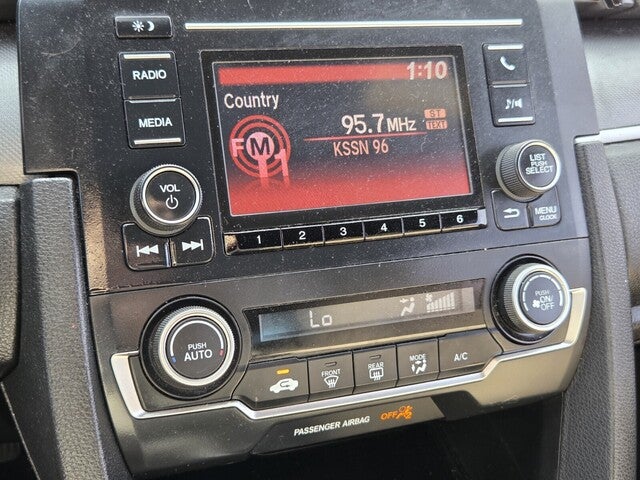 1:10
RADIO
Country
95.7 MHz
ST
TEXT
KSSN 96
FM1
MEDIA
VOL
LIST
PUSH
SELECT
MENU
CLOCK
1 2 3 4 5 6
PUSH
AUTO
Lo
PUSH
ON/
OFF
FRONT
REAR
MODE
A/C
PASSENGER AIRBAG OFF